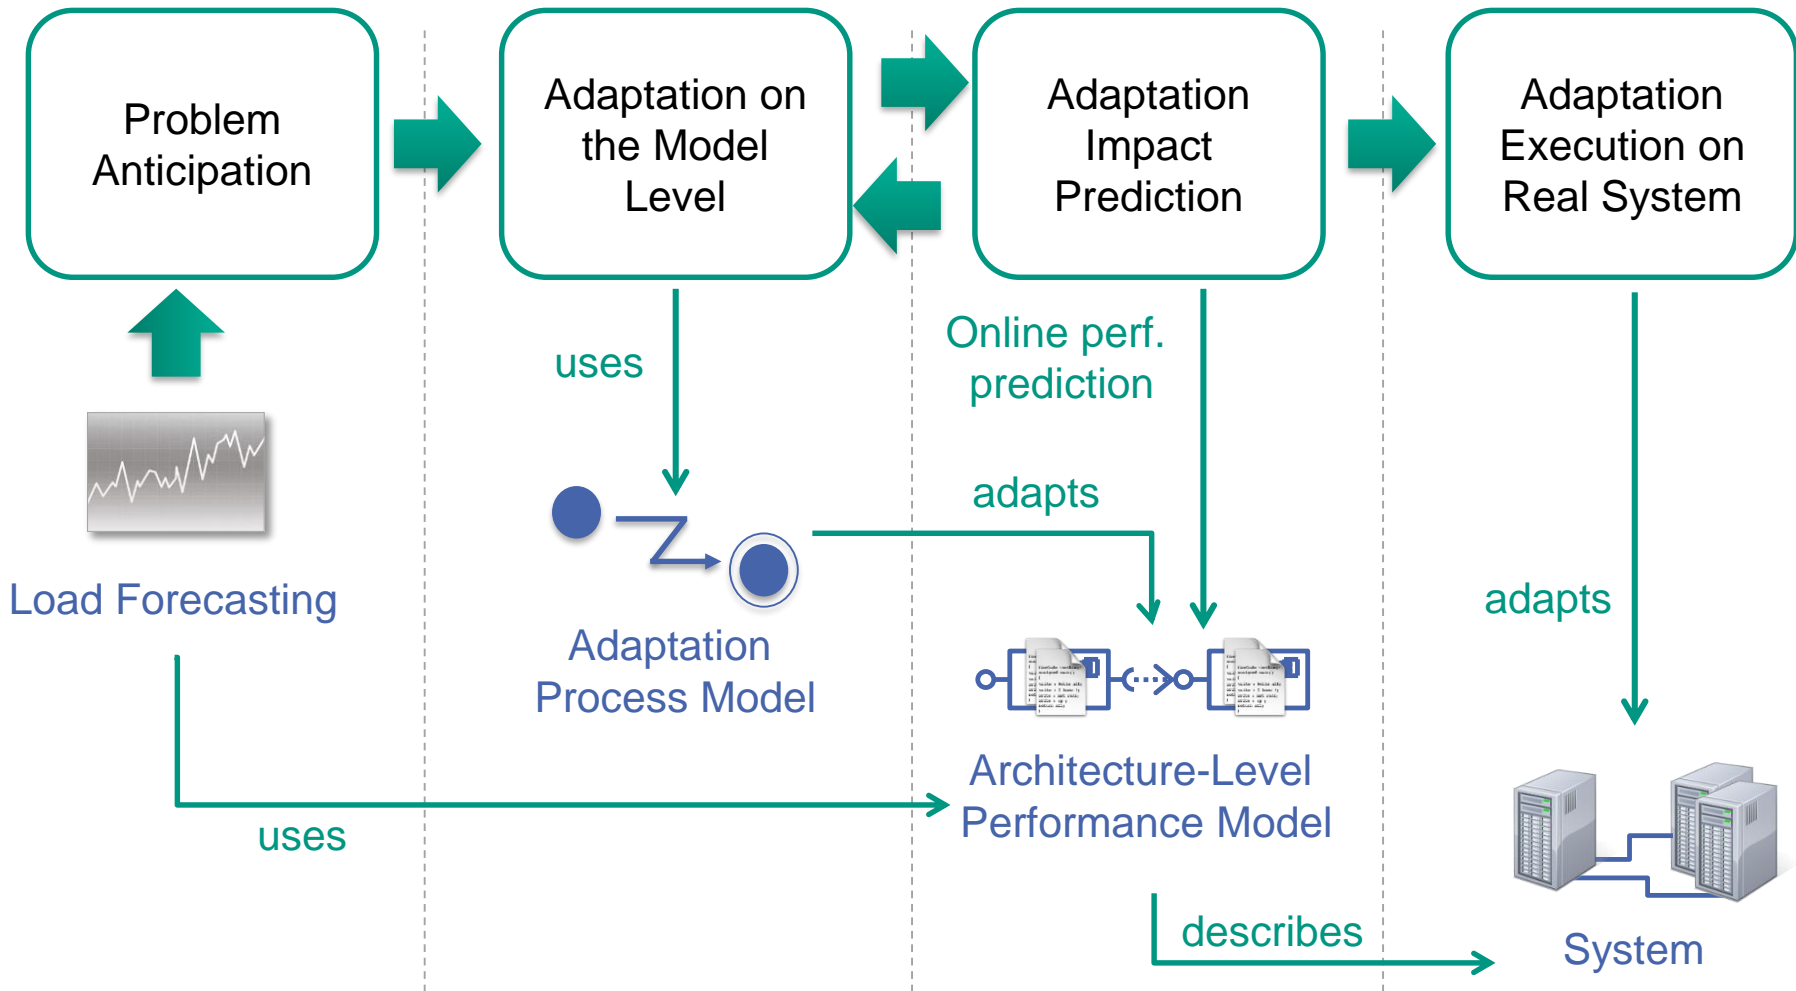 Problem
Anticipation
Adaptation on
the Model
Level
Adaptation
Impact
Prediction
Adaptation
Execution on
Real System
uses
Online perf.
prediction
adapts
Load Forecasting
Adaptation
Process Model
adapts
Architecture-Level
Performance Model
uses
describes
System